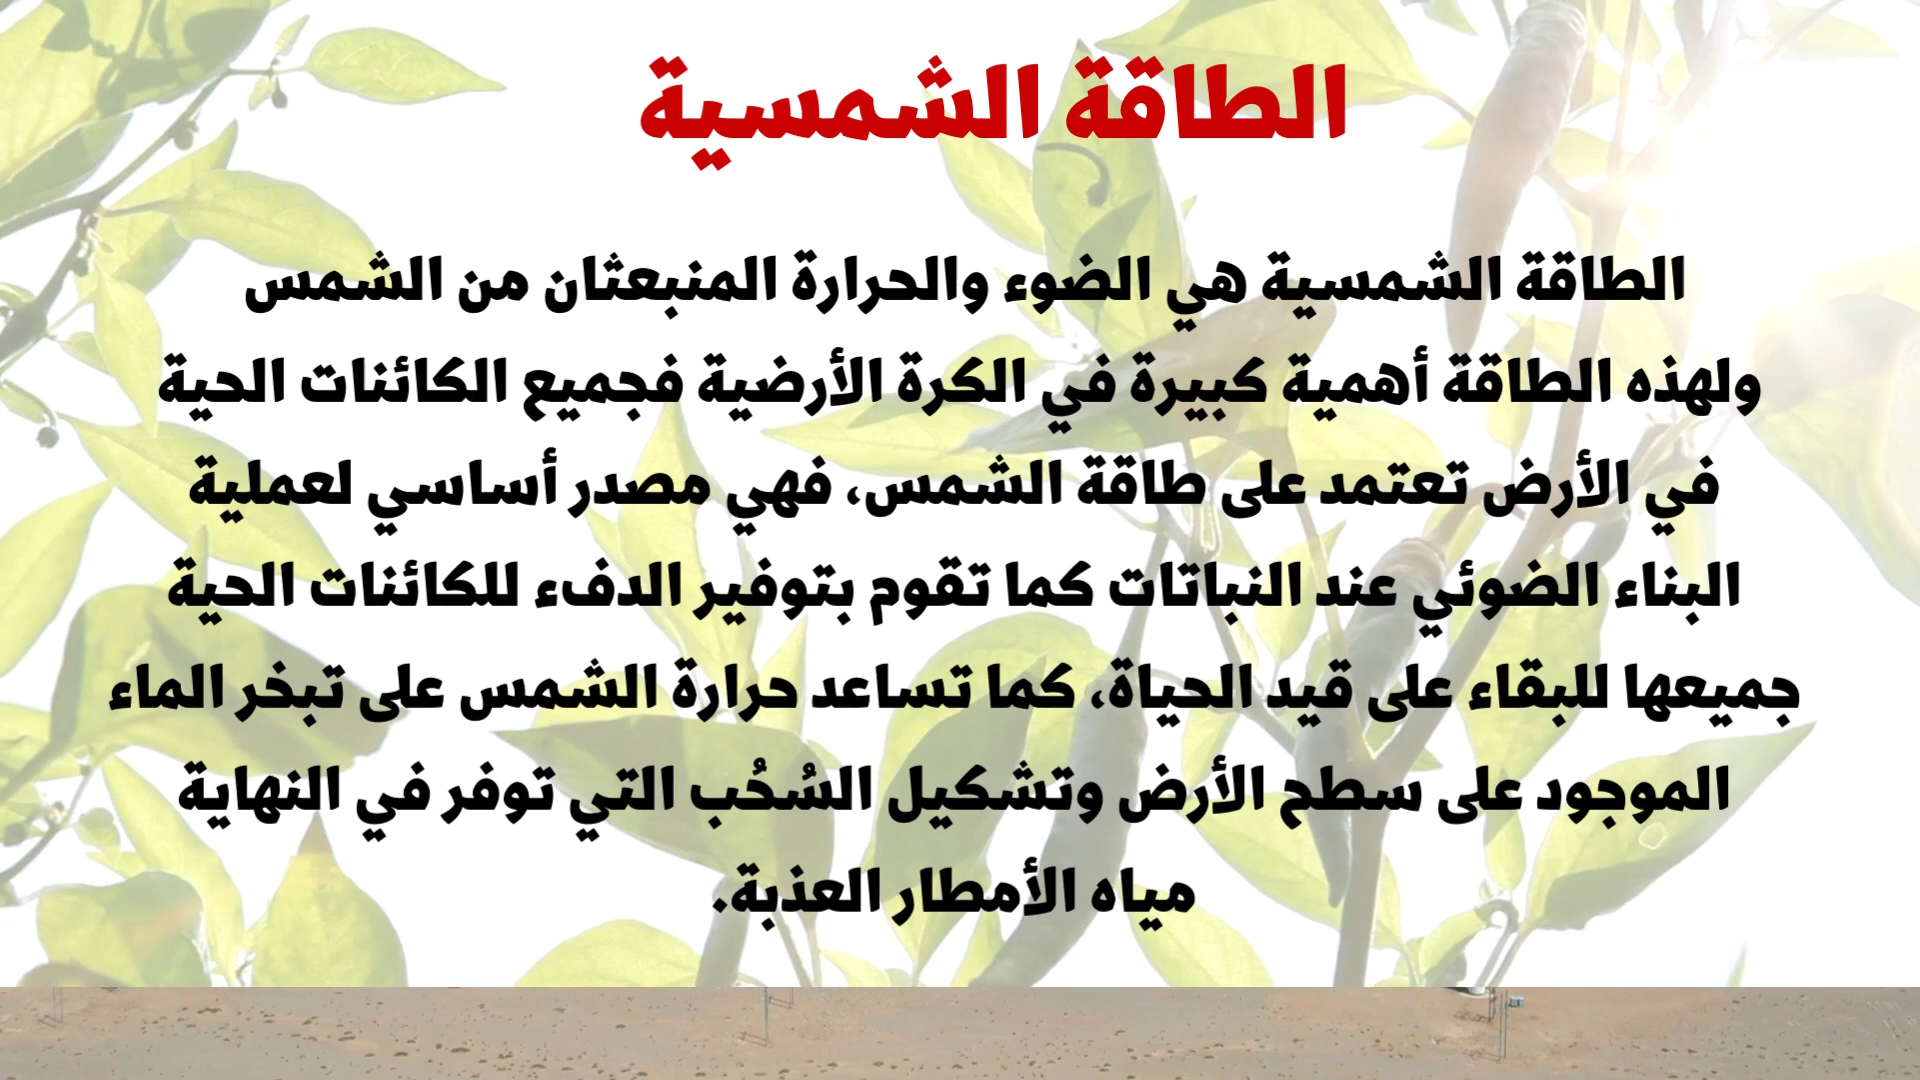 الطاقة الشمسية
الطاقة الشمسية هي الضوء والحرارة المنبعثان من الشمس
ولهذه الطاقة أهمية كبيرة في الكرة الأرضية فجميع الكائنات الحية
في الأرض تعتمد على طاقة الشمس، فهي مصدر أساسي لعملية
البناء الضوئي عند النباتات كما تقوم بتوفير الدفء للكائنات الحية
جميعها للبقاء على قيد الحياة، كما تساعد حرارة الشمس على تبخر الماء
الموجود على سطح الأرض وتشكيل السُحُب التي توفر في النهاية
مياه الأمطار العذبة.